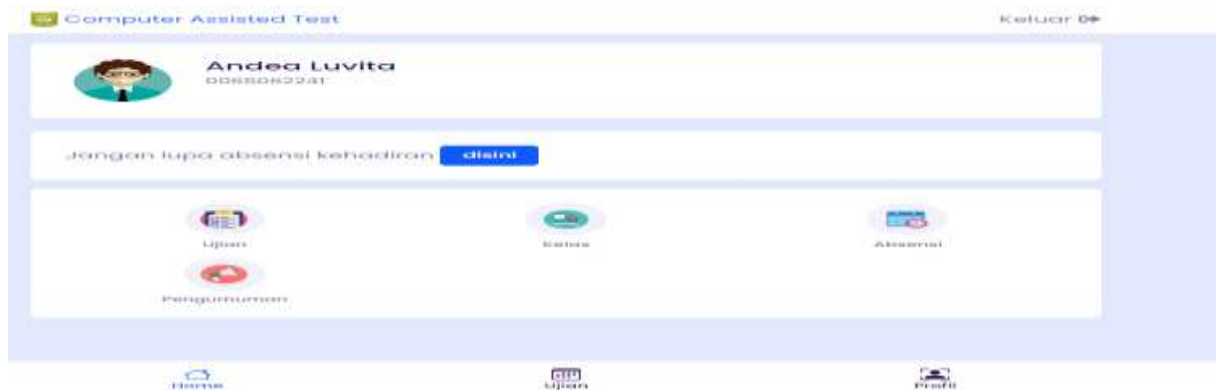 Computer Assisted Test
Keluar
Andea Luvita
Jangan lupa absensi kehadiran disini
Ujian
Kelas
Absensi
Pengumuman
Home
Ujian
Profil